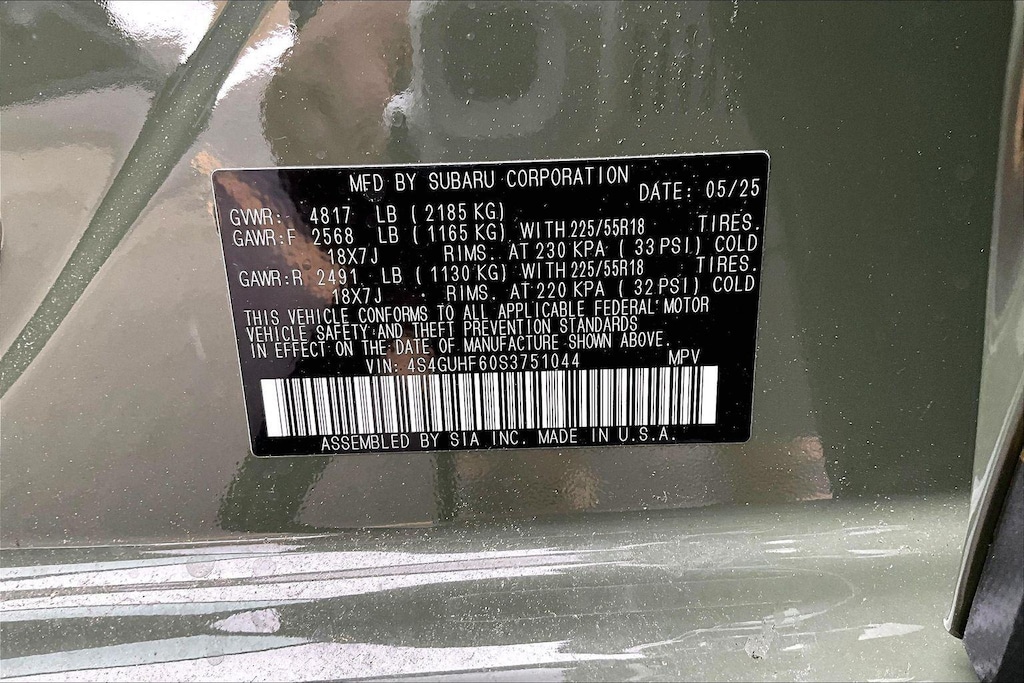 MFD BY SUBARU CORPORATION DATE: 05/25
GVWR: 4817 LB ( 2185 KG)
GAWR:F 2568 LB ( 1165 KG) WITH 225/55R18 TIRES.
18X7J RIMS. AT 230 KPA ( 33 PSI) COLD
GAWR:R 2491 LB ( 1130 KG) WITH 225/55R18 TIRES.
18X7J RIMS. AT 220 KPA ( 32 PSI) COLD
THIS VEHICLE CONFORMS TO ALL APPLICABLE FEDERAL MOTOR
VEHICLE SAFETY AND THEFT PREVENTION STANDARDS
IN EFFECT ON THE DATE OF MANUFACTURE SHOWN ABOVE.
VIN: 4S4GUHF60S3751044 MPV
ASSEMBLED BY SIA INC. MADE IN U.S.A.